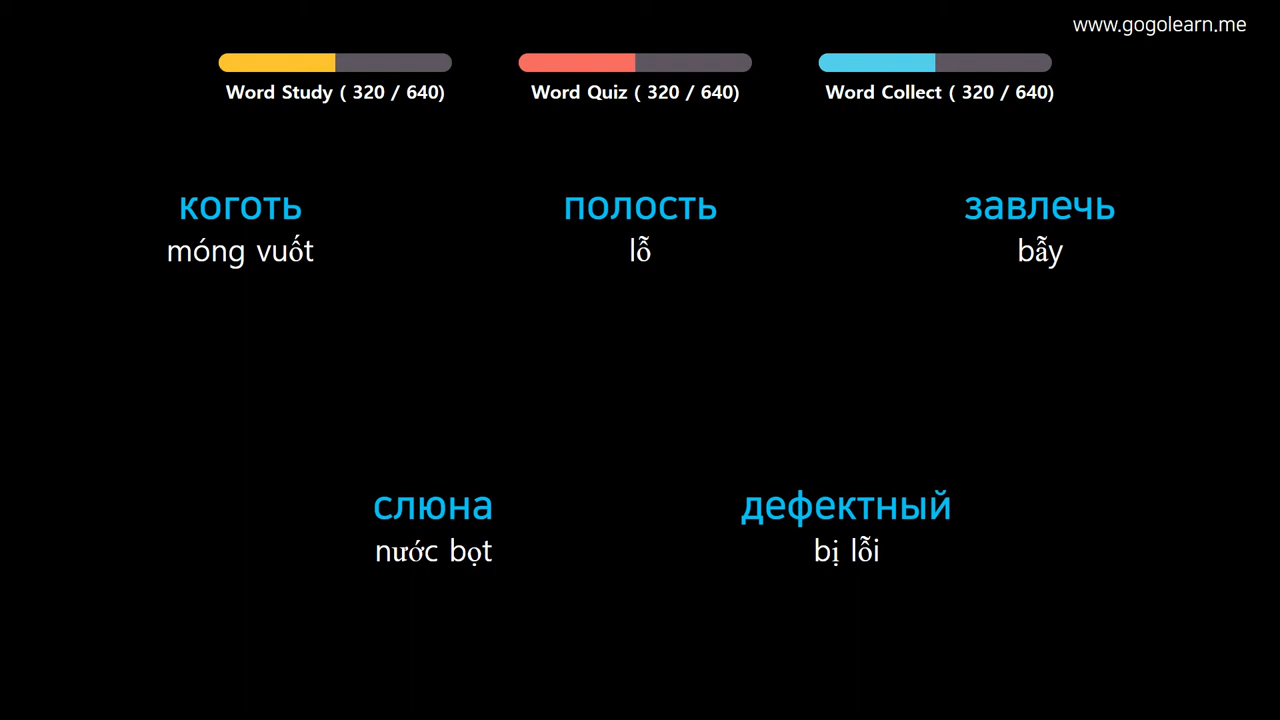 www.gogolearn.me
Word Study ( 320 / 640)
Word Quiz ( 320 / 640)
Word Collect ( 320 / 640)
коготь
móng vuốt
полость
lỗ
завлечь
bẫy
слюна
nước bọt
дефектный
bị lỗi